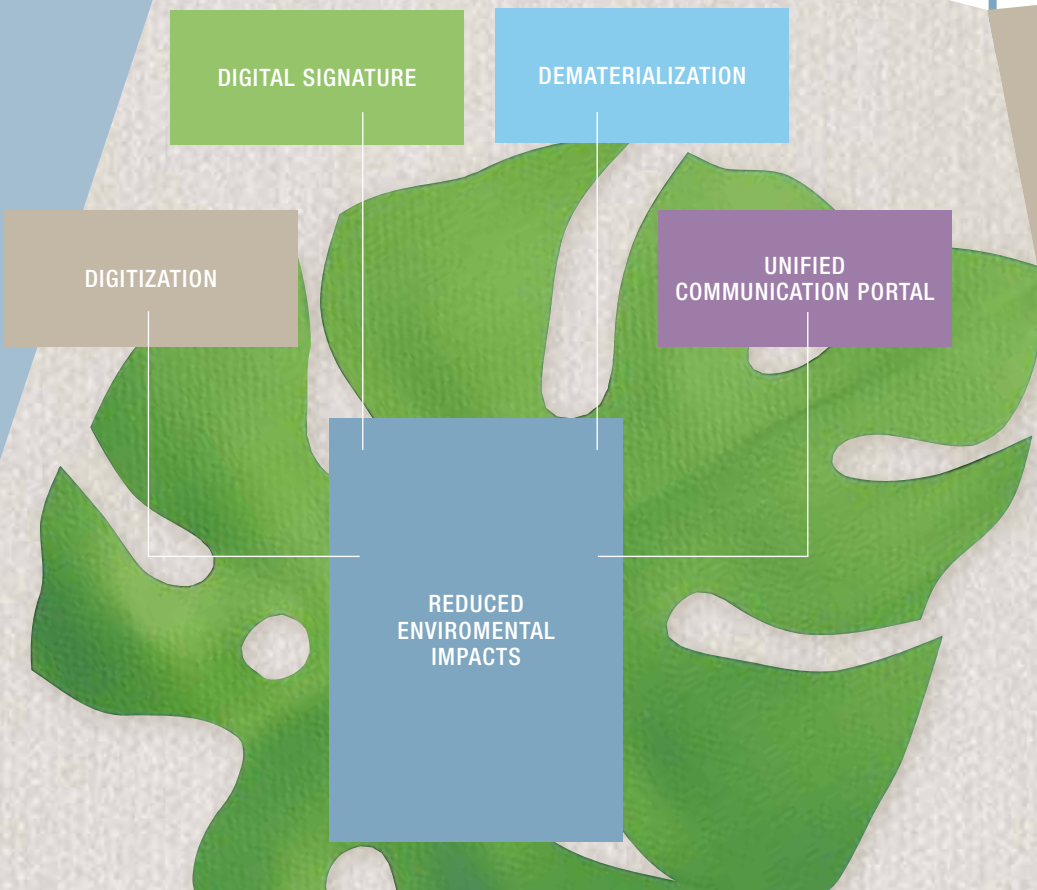 DIGITAL SIGNATURE
DEMATERIALIZATION
DIGITIZATION
UNIFIED
COMMUNICATION PORTAL
REDUCED
ENVIROMENTAL
IMPACTS